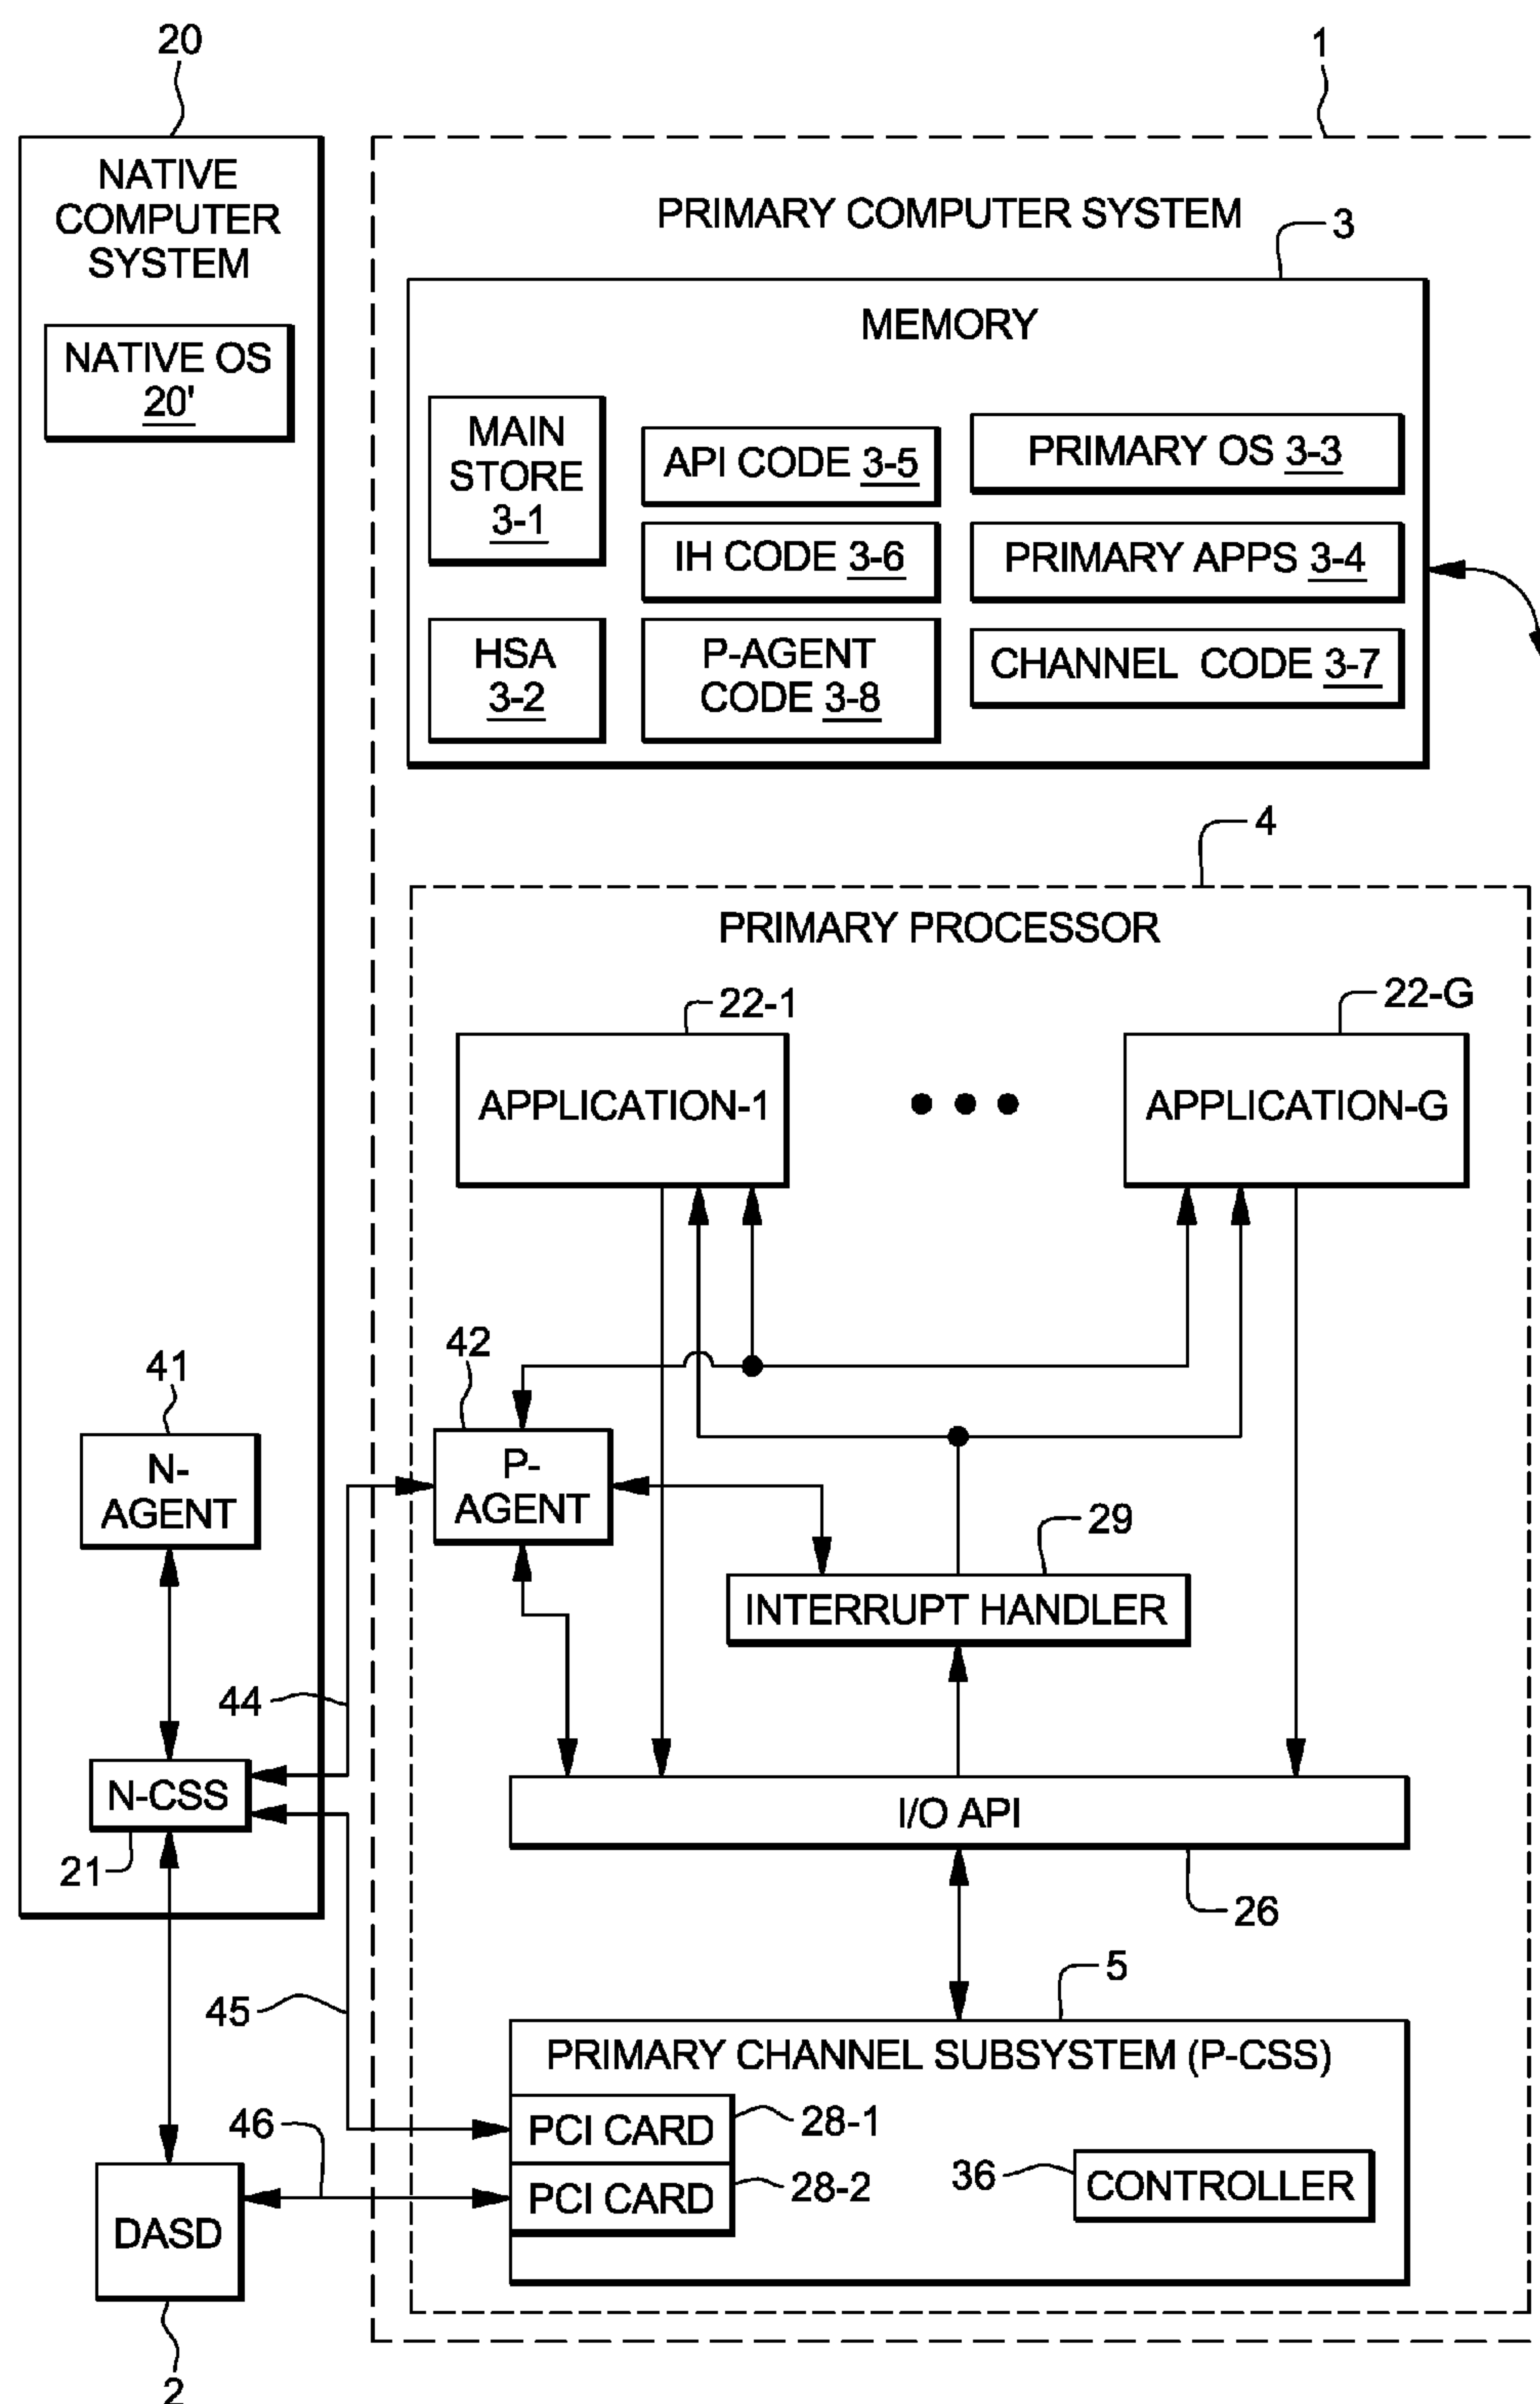 20
1
NATIVE
COMPUTER
SYSTEM
NATIVE OS
20'
PRIMARY COMPUTER SYSTEM
3
MEMORY
MAIN
STORE
3-1
API CODE 3-5
PRIMARY OS 3-3
IH CODE 3-6
PRIMARY APPS 3-4
HSA
3-2
P-AGENT
CODE 3-8
CHANNEL CODE 3-7
4
PRIMARY PROCESSOR
22-1
22-G
APPLICATION-1
APPLICATION-G
42
41
P-
AGENT
N-
AGENT
29
INTERRUPT HANDLER
44
N-CSS
I/O API
21
26
45
5
PRIMARY CHANNEL SUBSYSTEM (P-CSS)
PCI CARD
28-1
46
PCI CARD
28-2
36
CONTROLLER
DASD
2